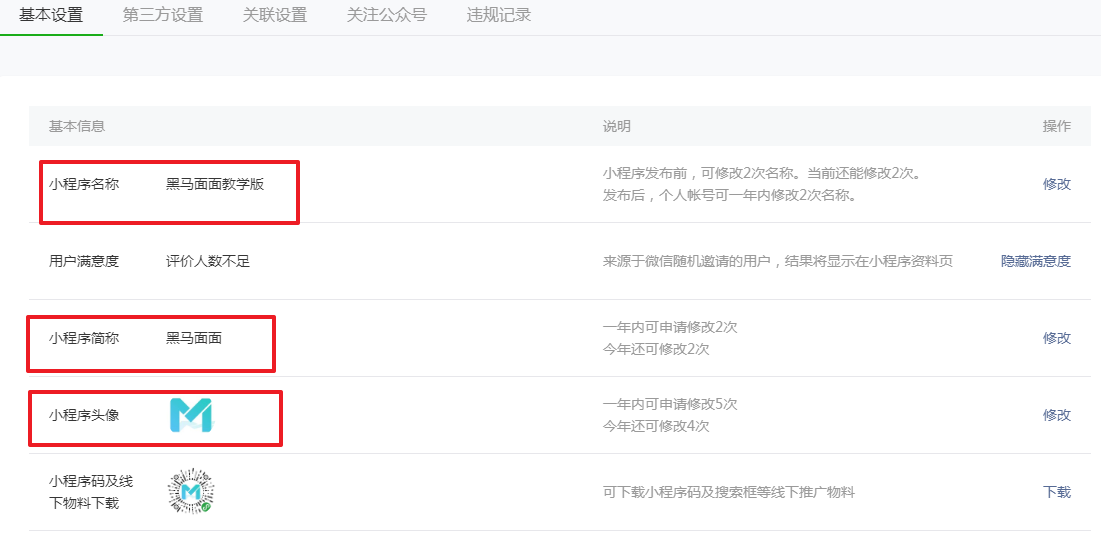 基本设置 第三方设置 关联设置 关注公众号 违规记录
基本信息 说明 操作
小程序名称 黑马面面教学版 小程序发布前，可修改2次名称。当前还能修改2次。
发布后，个人帐号可一年内修改2次名称。 修改
用户满意度 评价人数不足 来源于微信随机邀请的用户，结果将显示在小程序资料页 隐藏满意度
小程序简称 黑马面面 一年内可申请修改2次
今年还可修改2次 修改
小程序头像 一年内可申请修改5次
今年还可修改4次 修改
小程序码及线
下物料下载 可下载小程序码及搜索框等线下推广物料 下载